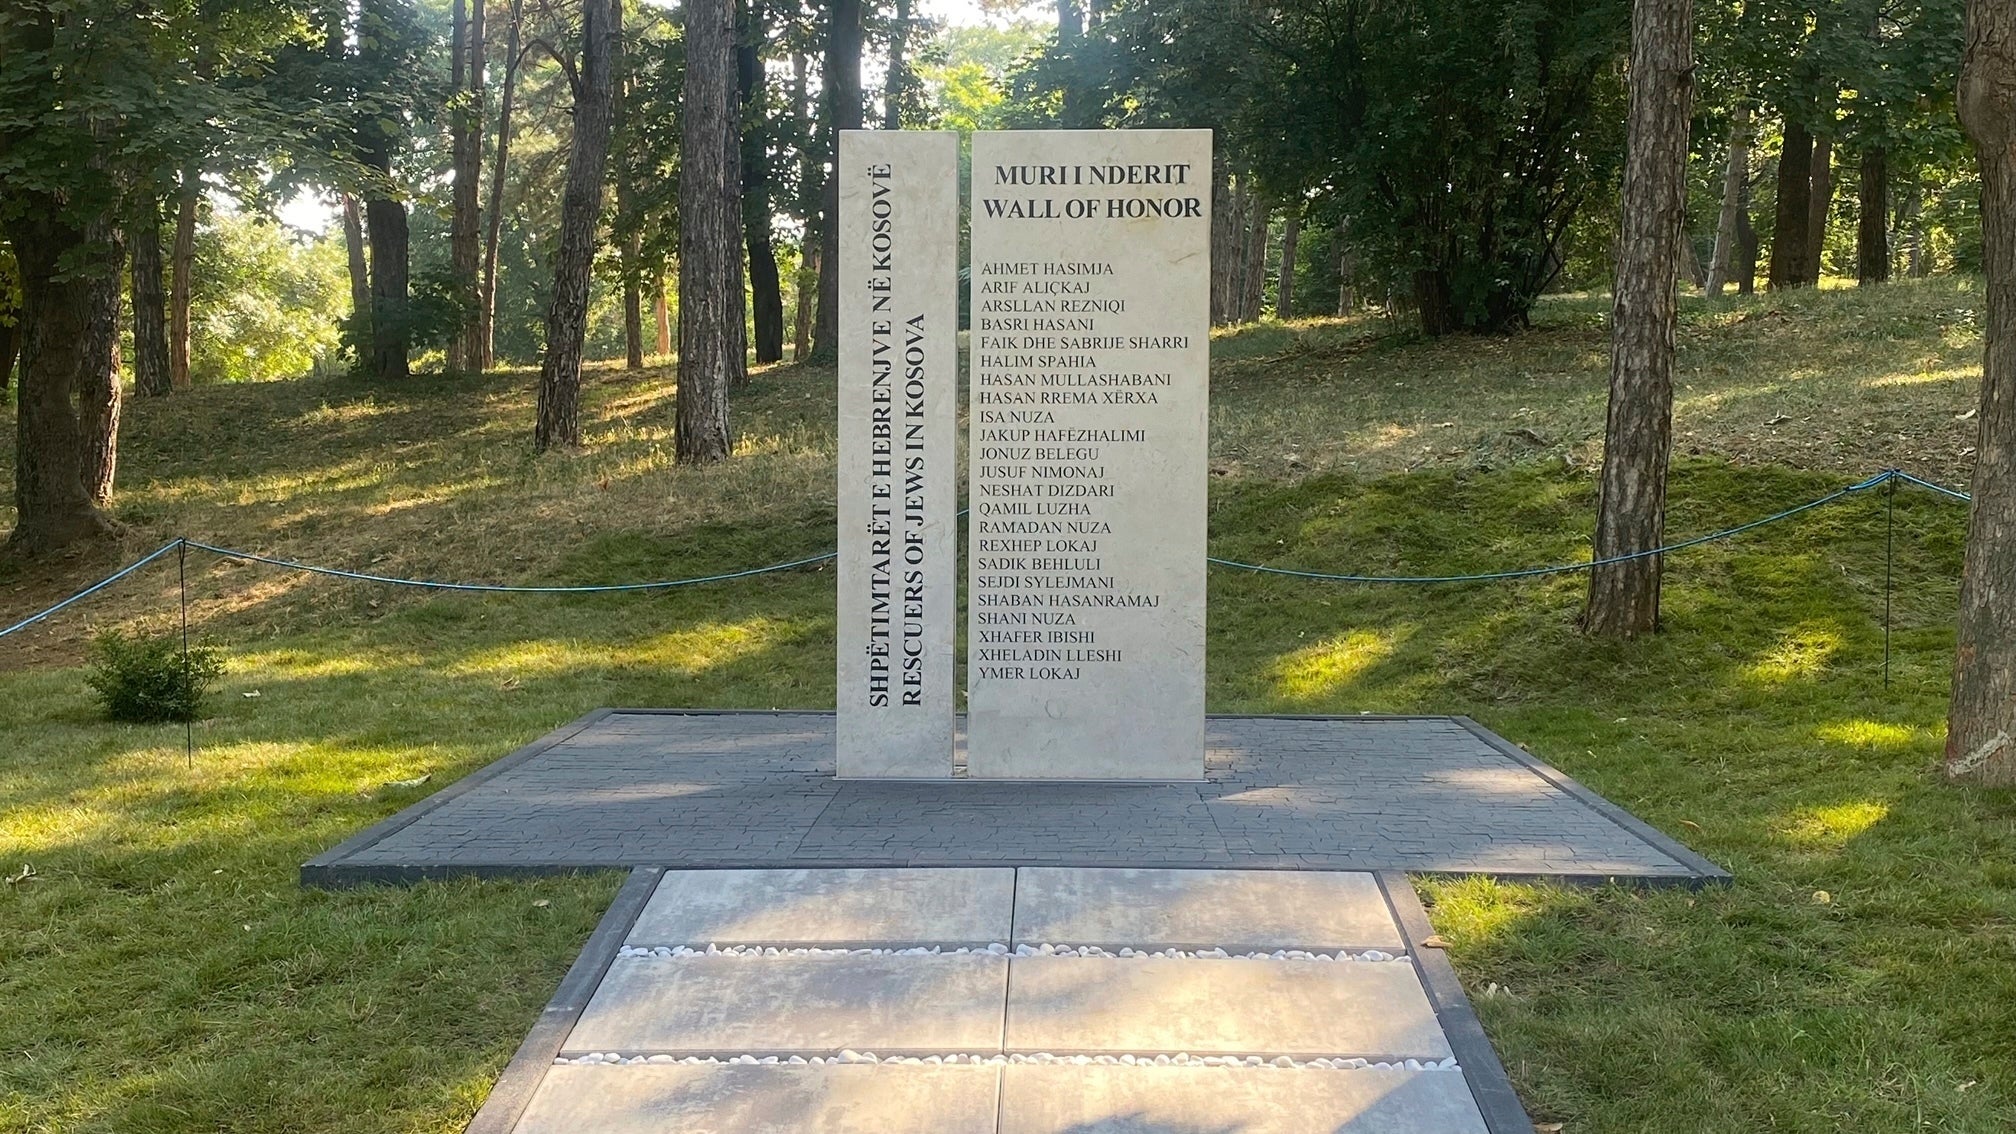 SHPËTIMTARËT E HEBRENJVE NË KOSOVË
RESCUERS OF JEWS IN KOSOVA
MURI I NDERIT
WALL OF HONOR
AHMET HASIMJA
ARIF ALIÇKAJ
ARSLLAN REZNIQI
BASRI HASANI
FAIK DHE SABRIJE SHARRI
HALIM SPAHIA
HASAN MULLASHABANI
HASAN RREMA XËRXA
ISA NUZA
JAKUP HAFËZHALIMI
JONUZ BELEGU
JUSUF NIMONAJ
NESHAT DIZDARI
QAMIL LUZHA
RAMADAN NUZA
REXHEP LOKAJ
SADIK BEHLULI
SEJDI SYLEJMANI
SHABAN HASANRAMAJ
SHANI NUZA
XHAFER IBISHI
XHELADIN LLESHI
YMER LOKAJ